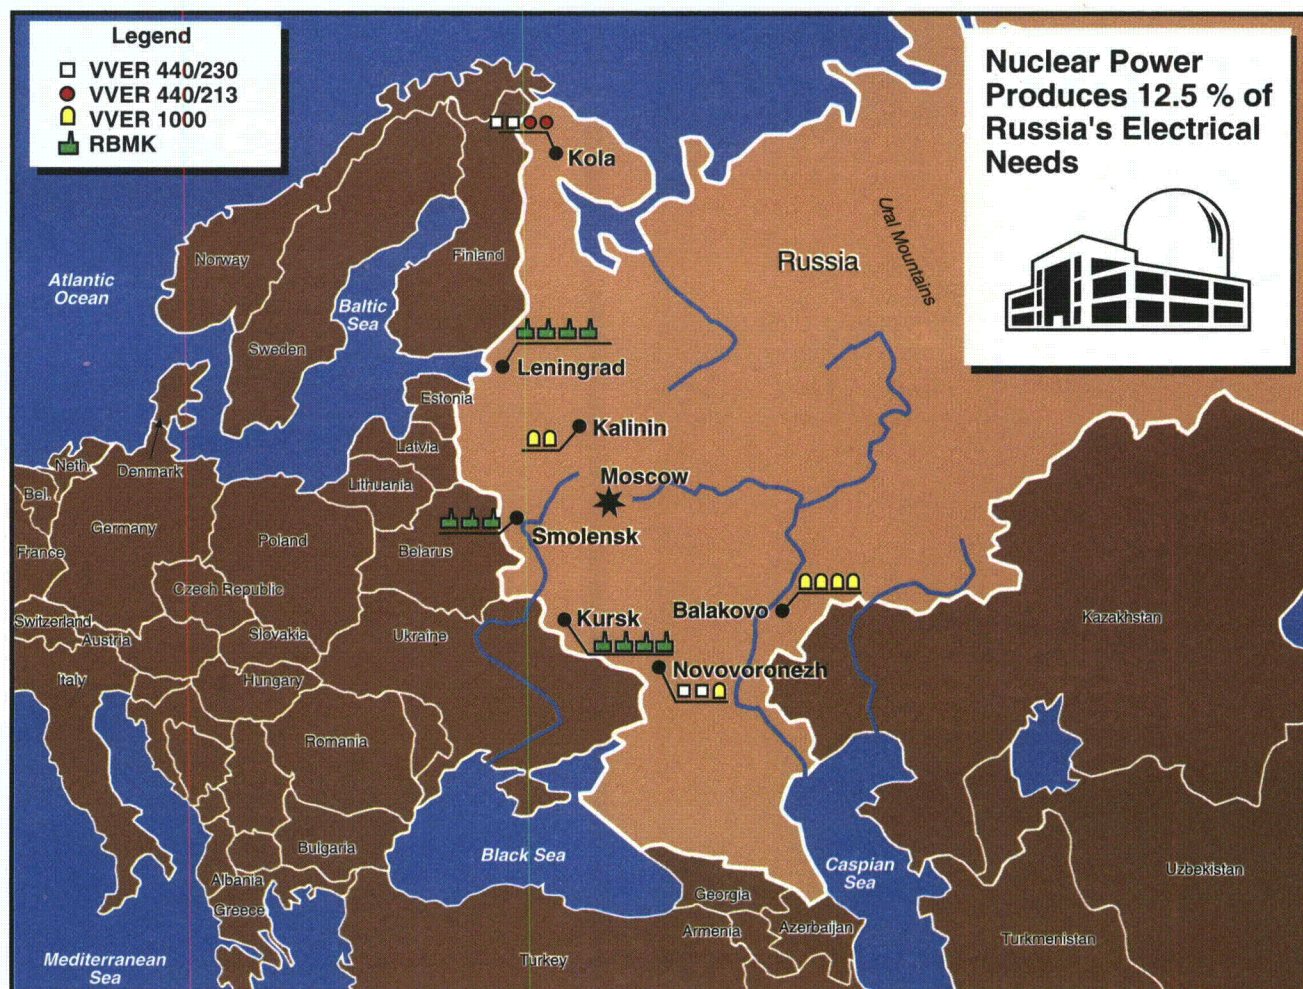 Legend
VVER 440/230
VVER 440/213
VVER 1000
RBMK
Nuclear Power
Produces 12.5 % of
Russia's Electrical
Needs
Kola
Ural Mountains
Russia
Norway
Finland
Atlantic
Ocean
Baltic
Sea
Sweden
Leningrad
Estonia
Kalinin
Latvia
Neth.
Denmark
Moscow
Lithuania
Bel.
Germany
Smolensk
Poland
Belarus
France
Czech Republic
Balakovo
Kursk
Kazakhstan
Switzerland
Austria
Slovakia
Ukraine
Novovoronezh
Italy
Hungary
Romania
Bulgaria
Black Sea
Caspian
Sea
Uzbekistan
Albania
Georgia
Greece
Armenia
Azerbaijan
Turkmenistan
Mediterranean
Sea
Turkey